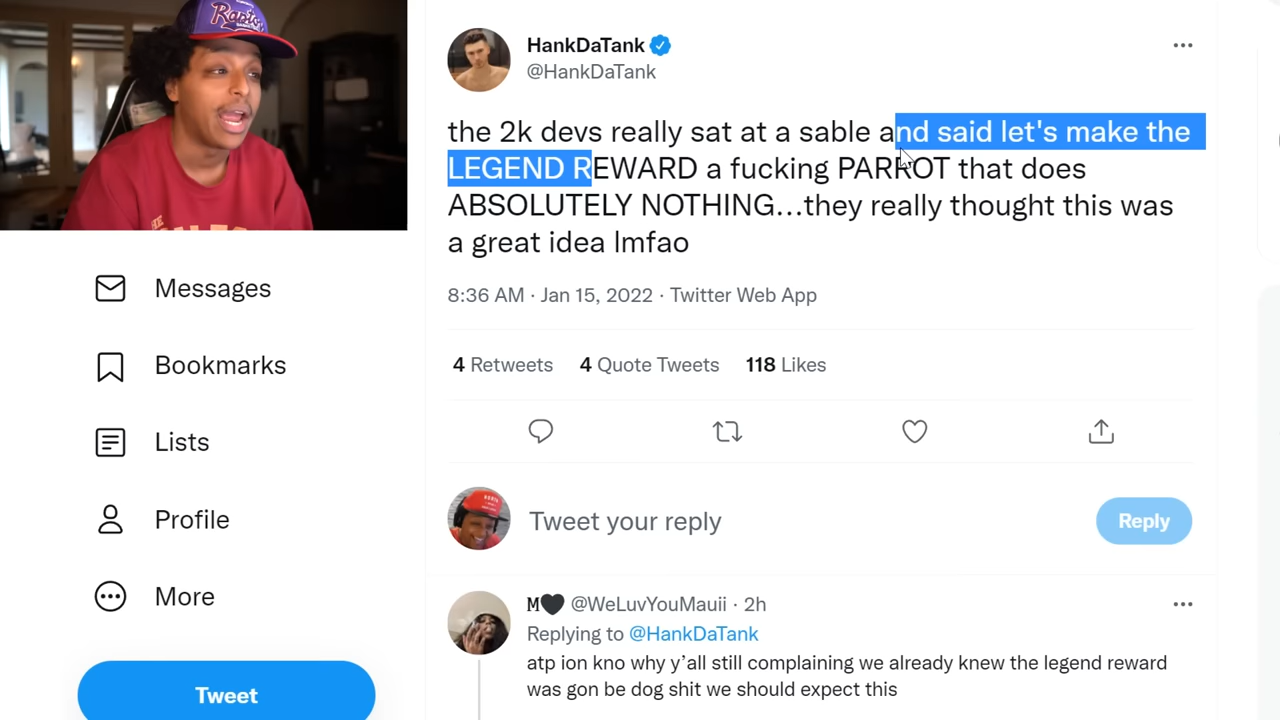 Raptors
HankDaTank
@HankDaTank
the 2k devs really sat at a sable and said let's make the
LEGEND REWARD a fucking PARROT that does
ABSOLUTELY NOTHING...they really thought this was
a great idea lmfao
8:36 AM · Jan 15, 2022 · Twitter Web App
4 Retweets 4 Quote Tweets 118 Likes
Tweet your reply
Reply
M🖤 @WeLuvYouMauii · 2h
Replying to @HankDaTank
atp ion kno why y’all still complaining we already knew the legend reward
was gon be dog shit we should expect this
Messages
Bookmarks
Lists
Profile
More
Tweet